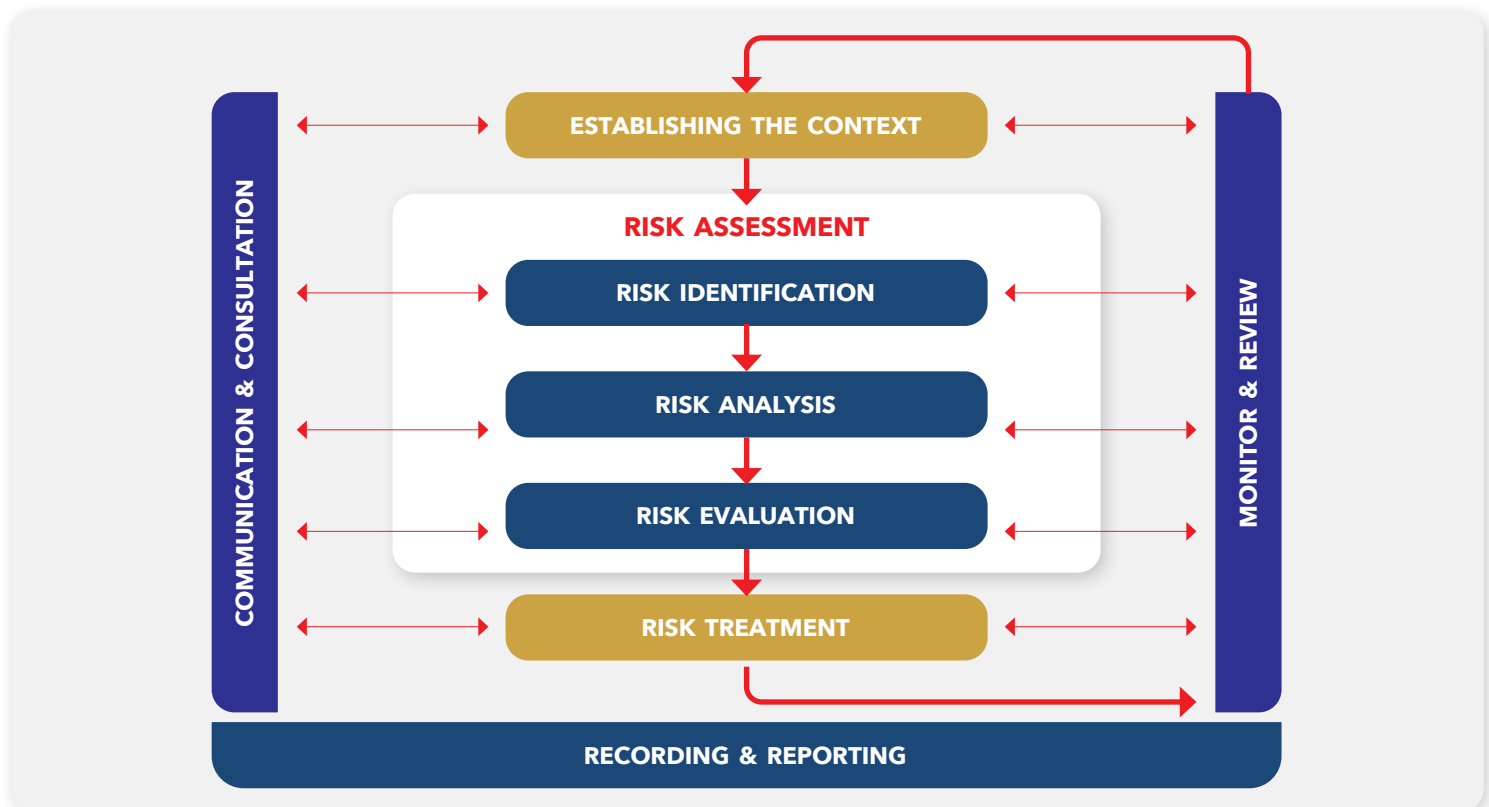 ESTABLISHING THE CONTEXT
COMMUNICATION & CONSULTATION
RISK ASSESSMENT
RISK IDENTIFICATION
RISK ANALYSIS
RISK EVALUATION
RISK TREATMENT
MONITOR & REVIEW
RECORDING & REPORTING